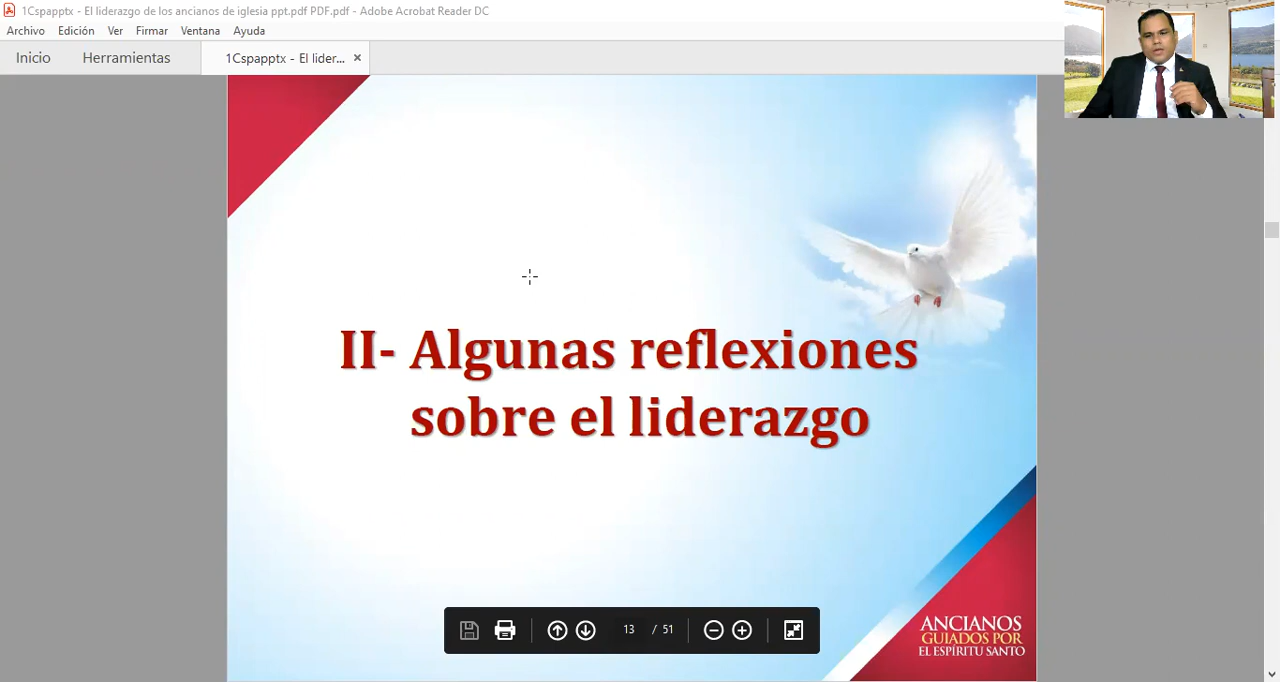 1Cspapptx - El liderazgo de los ancianos de iglesia ppt.pdf PDF.pdf - Adobe Acrobat Reader DC
Archivo Edición Ver Firmar Ventana Ayuda
Inicio Herramientas 1Cspapptx - El lider... ×
II- Algunas reflexiones
sobre el liderazgo
13 / 51
ANCIANOS
GUIADOS POR
EL ESPÍRITU SANTO